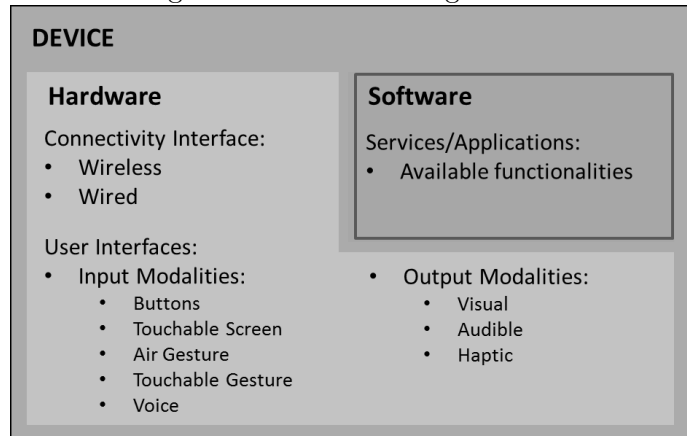 DEVICE
Hardware
Connectivity Interface:
• Wireless
• Wired
User Interfaces:
• Input Modalities:
• Buttons
• Touchable Screen
• Air Gesture
• Touchable Gesture
• Voice
Software
Services/Applications:
• Available functionalities
• Output Modalities:
• Visual
• Audible
• Haptic